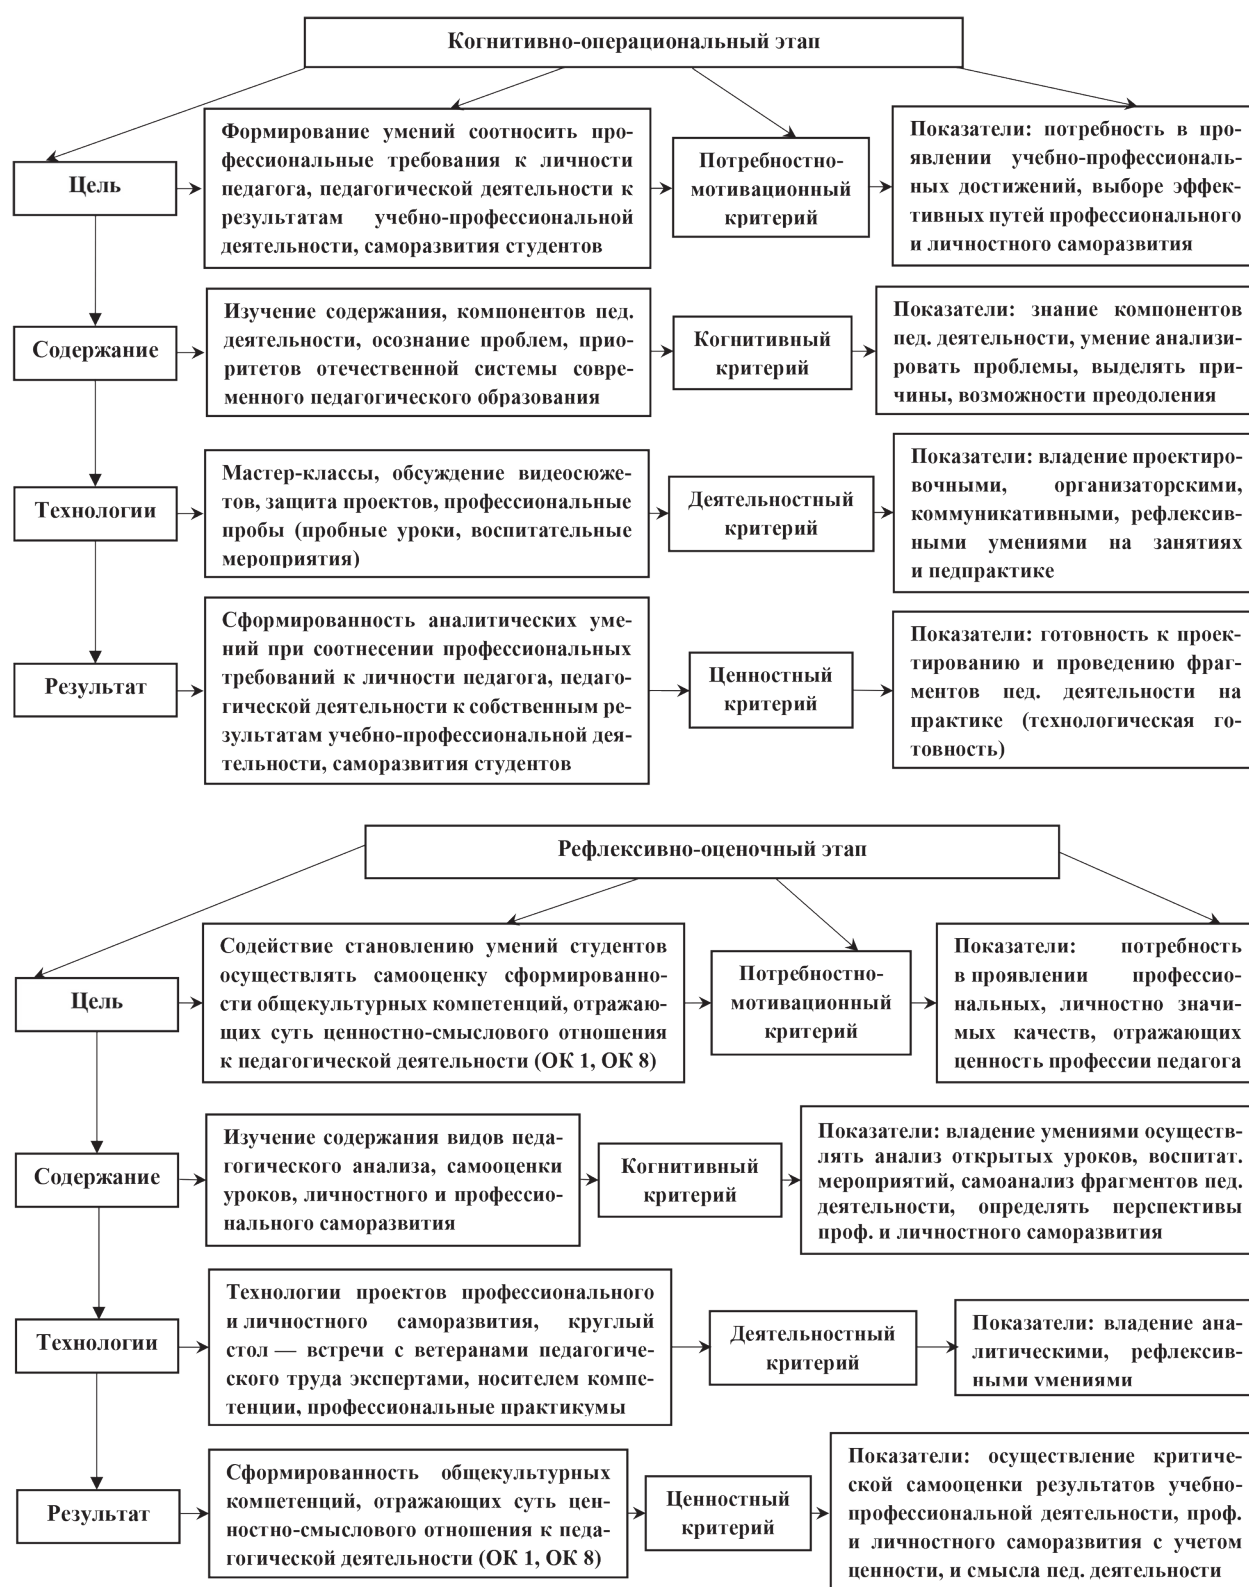 Когнитивно-операциональный этап
Цель
Формирование умений соотносить про-
фессиональные требования к личности
педагога, педагогической деятельности к
результатам учебно-профессиональной
деятельности, саморазвития студентов
Потребностно-
мотивационный
критерий
Показатели: потребность в про-
явлении учебно-профессиональ-
ных достижений, выборе эффек-
тивных путей профессионального
и личностного саморазвития
Содержание
Изучение содержания, компонентов пед.
деятельности, осознание проблем, прио-
ритетов отечественной системы совре-
менного педагогического образования
Когнитивный
критерий
Показатели: знание компонентов
пед. деятельности, умение анализи-
ровать проблемы, выделять при-
чины, возможности преодоления
Технологии
Мастер-классы, обсуждение видеосюже-
тов, защита проектов, профессиональные
пробы (пробные уроки, воспитательные
мероприятия)
Деятельностный
критерий
Показатели: владение проектиро-
вочными, организаторскими,
коммуникативными, рефлексив-
ными умениями на занятиях
и педпрактике
Результат
Сформированность аналитических уме-
ний при соотнесении профессиональных
требований к личности педагога, педаго-
гической деятельности к собственным ре-
зультатам учебно-профессиональной дея-
тельности, саморазвития студентов
Ценностный
критерий
Показатели: готовность к проек-
тированию и проведению фраг-
ментов пед. деятельности на
практике (технологическая го-
товность)
Рефлексивно-оценочный этап
Цель
Содействие становлению умений студентов
осуществлять самооценку сформированно-
сти общекультурных компетенций, отражаю-
щих суть ценностно-смыслового отношения
к педагогической деятельности (ОК 1, ОК 8)
Потребностно-
мотивационный
критерий
Показатели: потребность
в проявлении профессио-
нальных, личностно значи-
мых качеств, отражающих
ценность профессии педагога
Содержание
Изучение содержания видов педа-
гогического анализа, самооценки
уроков, личностного и профессио-
нального саморазвития
Когнитивный
критерий
Показатели: владение умениями осуществ-
лять анализ открытых уроков, воспитат.
мероприятий, самоанализ фрагментов пед.
деятельности, определять перспективы
проф. и личностного саморазвития
Технологии
Технологии проектов профессионального
и личностного саморазвития, круглый
стол — встречи с ветеранами педагогиче-
ского труда экспертами, носителем компе-
тенции, профессиональные практикумы
Деятельностный
критерий
Показатели: владение ана-
литическими, рефлексив-
ными умениями
Результат
Сформированность общекультурных
компетенций, отражающих суть цен-
ностно-смыслового отношения к педа-
гогической деятельности (ОК 1, ОК 8)
Ценностный
критерий
Показатели: осуществление критиче-
ской самооценки результатов учебно-
профессиональной деятельности, проф.
и личностного саморазвития с учетом
ценности, и смысла пед. деятельности